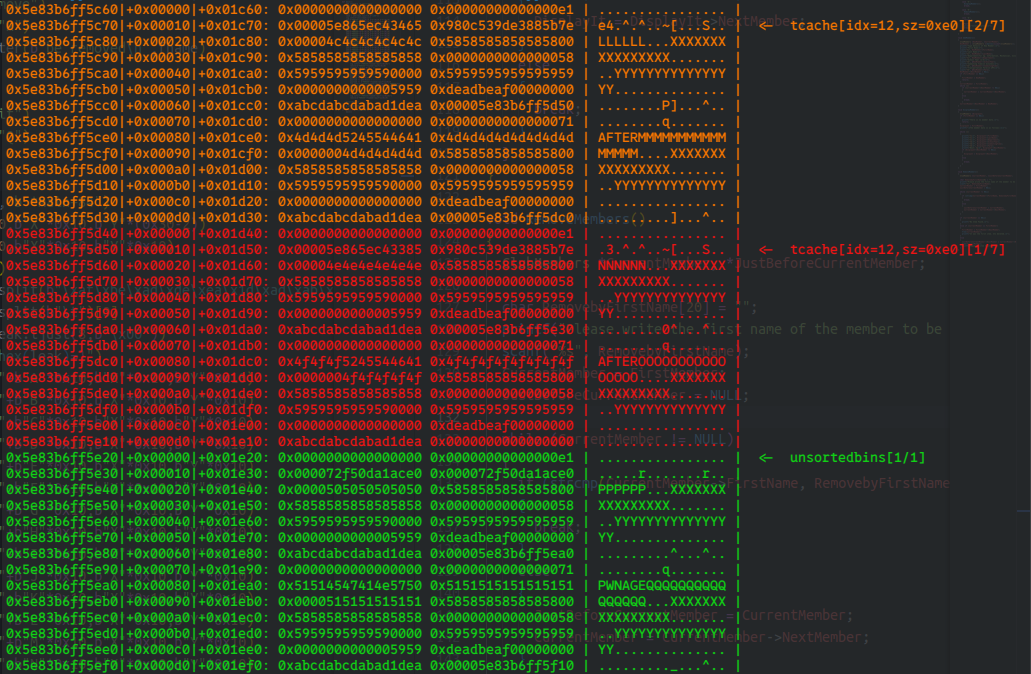 0x5e83b6ff5c60|+0x00000|+0x01c60: 0x0000000000000000 0x00000000000000e1 | ................ |
0x5e83b6ff5c70|+0x00010|+0x01c70: 0x00005e865ec43465 0x980c539de3885b7e | e4.^.^..~[...S.. | <- tcache[idx=12,sz=0xe0][2/7]
0x5e83b6ff5c80|+0x00020|+0x01c80: 0x00004c4c4c4c4c4c 0x5858585858585800 | LLLLLL...XXXXXXX |
0x5e83b6ff5c90|+0x00030|+0x01c90: 0x5858585858585858 0x0000000000000058 | XXXXXXXXX....... |
0x5e83b6ff5ca0|+0x00040|+0x01ca0: 0x5959595959590000 0x5959595959595959 | ..YYYYYYYYYYYYYY |
0x5e83b6ff5cb0|+0x00050|+0x01cb0: 0x0000000000005959 0xdeadbeaf00000000 | YY.............. |
0x5e83b6ff5cc0|+0x00060|+0x01cc0: 0xabcdabcdabad1dea 0x00005e83b6ff5d50 | ........P]...^.. |
0x5e83b6ff5cd0|+0x00070|+0x01cd0: 0x0000000000000000 0x0000000000000071 | ........q....... |
0x5e83b6ff5ce0|+0x00080|+0x01ce0: 0x4d4d4d5245544641 0x4d4d4d4d4d4d4d4d | AFTERMMMMMMMMMMM |
0x5e83b6ff5cf0|+0x00090|+0x01cf0: 0x0000004d4d4d4d4d 0x5858585858585800 | MMMMM....XXXXXXX |
0x5e83b6ff5d00|+0x000a0|+0x01d00: 0x5858585858585858 0x0000000000000058 | XXXXXXXXX....... |
0x5e83b6ff5d10|+0x000b0|+0x01d10: 0x5959595959590000 0x5959595959595959 | ..YYYYYYYYYYYYYY |
0x5e83b6ff5d20|+0x000c0|+0x01d20: 0x0000000000000000 0xdeadbeaf00000000 | ................ |
0x5e83b6ff5d30|+0x000d0|+0x01d30: 0xabcdabcdabad1dea 0x00005e83b6ff5dc0 | .........]...^.. |
0x5e83b6ff5d40|+0x00000|+0x01d40: 0x0000000000000000 0x00000000000000e1 | ................ |
0x5e83b6ff5d50|+0x00010|+0x01d50: 0x00005e865ec43385 0x980c539de3885b7e | .3.^.^..~[...S.. | <- tcache[idx=12,sz=0xe0][1/7]
0x5e83b6ff5d60|+0x00020|+0x01d60: 0x00004e4e4e4e4e4e 0x5858585858585800 | NNNNNN...XXXXXXX |
0x5e83b6ff5d70|+0x00030|+0x01d70: 0x5858585858585858 0x0000000000000058 | XXXXXXXXX....... |
0x5e83b6ff5d80|+0x00040|+0x01d80: 0x5959595959590000 0x5959595959595959 | ..YYYYYYYYYYYYYY |
0x5e83b6ff5d90|+0x00050|+0x01d90: 0x0000000000005959 0xdeadbeaf00000000 | YY.............. |
0x5e83b6ff5da0|+0x00060|+0x01da0: 0xabcdabcdabad1dea 0x00005e83b6ff5e30 | ........0^...^.. |
0x5e83b6ff5db0|+0x00070|+0x01db0: 0x0000000000000000 0x0000000000000071 | ........q....... |
0x5e83b6ff5dc0|+0x00080|+0x01dc0: 0x4f4f4f5245544641 0x4f4f4f4f4f4f4f4f | AFTEROOOOOOOOOOO |
0x5e83b6ff5dd0|+0x00090|+0x01dd0: 0x0000004f4f4f4f4f 0x5858585858585800 | OOOOO....XXXXXXX |
0x5e83b6ff5de0|+0x000a0|+0x01de0: 0x5858585858585858 0x0000000000000058 | XXXXXXXXX....... |
0x5e83b6ff5df0|+0x000b0|+0x01df0: 0x5959595959590000 0x5959595959595959 | ..YYYYYYYYYYYYYY |
0x5e83b6ff5e00|+0x000c0|+0x01e00: 0x0000000000000000 0xdeadbeaf00000000 | ................ |
0x5e83b6ff5e10|+0x000d0|+0x01e10: 0xabcdabcdabad1dea 0x0000000000000000 | ................ |
0x5e83b6ff5e20|+0x00000|+0x01e20: 0x0000000000000000 0x00000000000000e1 | ................ | <- unsortedbins[1/1]
0x5e83b6ff5e30|+0x00010|+0x01e30: 0x000072f50da1ace0 0x000072f50da1ace0 | .....r.......r.. |
0x5e83b6ff5e40|+0x00020|+0x01e40: 0x0000505050505050 0x5858585858585800 | PPPPPP...XXXXXXX |
0x5e83b6ff5e50|+0x00030|+0x01e50: 0x5858585858585858 0x0000000000000058 | XXXXXXXXX....... |
0x5e83b6ff5e60|+0x00040|+0x01e60: 0x5959595959590000 0x5959595959595959 | ..YYYYYYYYYYYYYY |
0x5e83b6ff5e70|+0x00050|+0x01e70: 0x0000000000005959 0xdeadbeaf00000000 | YY.............. |
0x5e83b6ff5e80|+0x00060|+0x01e80: 0xabcdabcdabad1dea 0x00005e83b6ff5ea0 | .........^...^.. |
0x5e83b6ff5e90|+0x00070|+0x01e90: 0x0000000000000000 0x0000000000000071 | ........q....... |
0x5e83b6ff5ea0|+0x00080|+0x01ea0: 0x51514547414e5750 0x5151515151515151 | PWNAGEQQQQQQQQQQ |
0x5e83b6ff5eb0|+0x00090|+0x01eb0: 0x0000515151515151 0x5858585858585800 | QQQQQQ...XXXXXXX |
0x5e83b6ff5ec0|+0x000a0|+0x01ec0: 0x5858585858585858 0x0000000000000058 | XXXXXXXXX....... |
0x5e83b6ff5ed0|+0x000b0|+0x01ed0: 0x5959595959590000 0x5959595959595959 | ..YYYYYYYYYYYYYY |
0x5e83b6ff5ee0|+0x000c0|+0x01ee0: 0x0000000000005959 0xdeadbeaf00000000 | YY.............. |
0x5e83b6ff5ef0|+0x000d0|+0x01ef0: 0xabcdabcdabad1dea 0x00005e83b6ff5f10 | ........._...^.. |